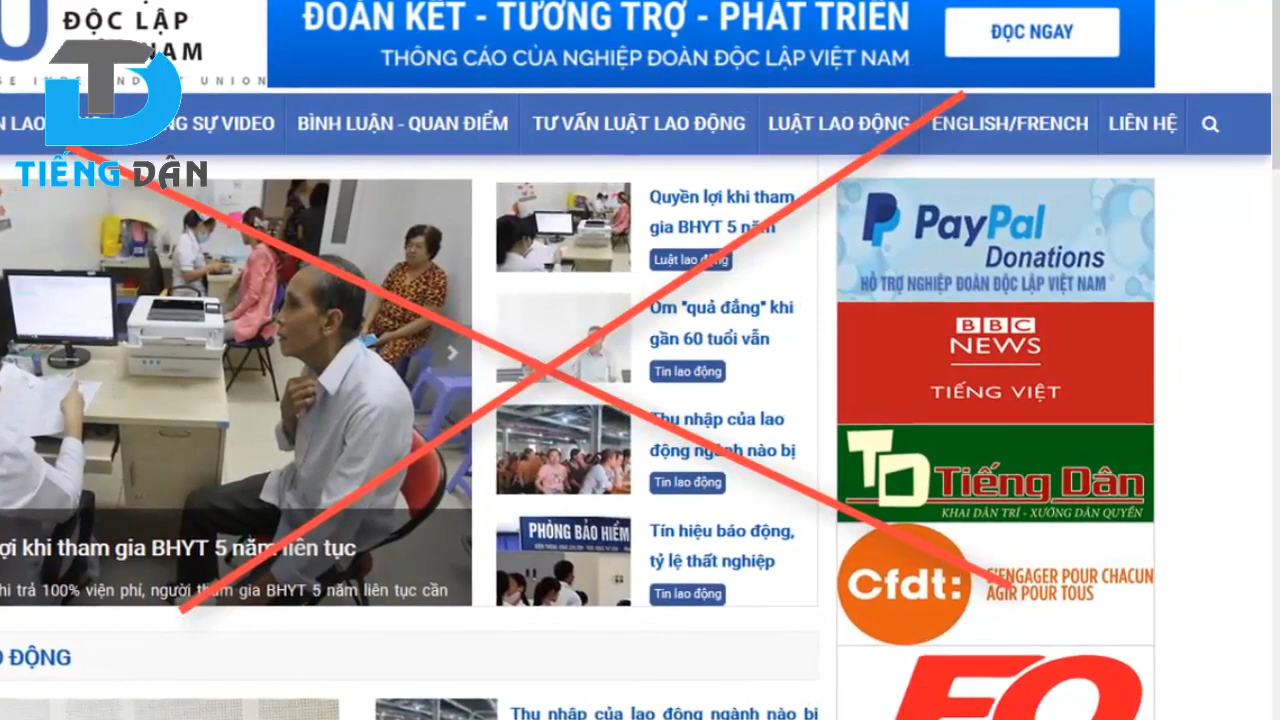 ĐỘC LẬP
NAM
UNION
ĐOÀN KẾT - TƯƠNG TRỢ - PHÁT TRIỂN
THÔNG CÁO CỦA NGHIỆP ĐOÀN ĐỘC LẬP VIỆT NAM
ĐỌC NGAY
TD
TIẾNG DÂN
SỰ VIDEO
BÌNH LUẬN - QUAN ĐIỂM
TƯ VẤN LUẬT LAO ĐỘNG
LUẬT LAO ĐỘNG
ENGLISH/FRENCH
LIÊN HỆ
Quyền lợi khi tham
gia BHYT 5 năm
Luật lao động
Ốm "quả đắng" khi
gần 60 tuổi vẫn
Tin lao động
Thu nhập của lao
động ngành nào bị
Tin lao động
PHÒNG BẢO HIỂM
Tín hiệu báo động,
tỷ lệ thất nghiệp
Tin lao động
ợi khi tham gia BHYT 5 năm liên tục
hi trả 100% viện phí, người tham gia BHYT 5 năm liên tục cần
PayPal
Donations
HỖ TRỢ NGHIỆP ĐOÀN ĐỘC LẬP VIỆT NAM
BBC
NEWS
TIẾNG VIỆT
TD Tiếng Dân
KHAI DÂN TRÍ - XƯỚNG DÂN QUYỀN
Cfdt:
S'ENGAGER POUR CHACUN
AGIR POUR TOUS
FO
ĐỘNG
Thu nhập của lao động ngành nào bị